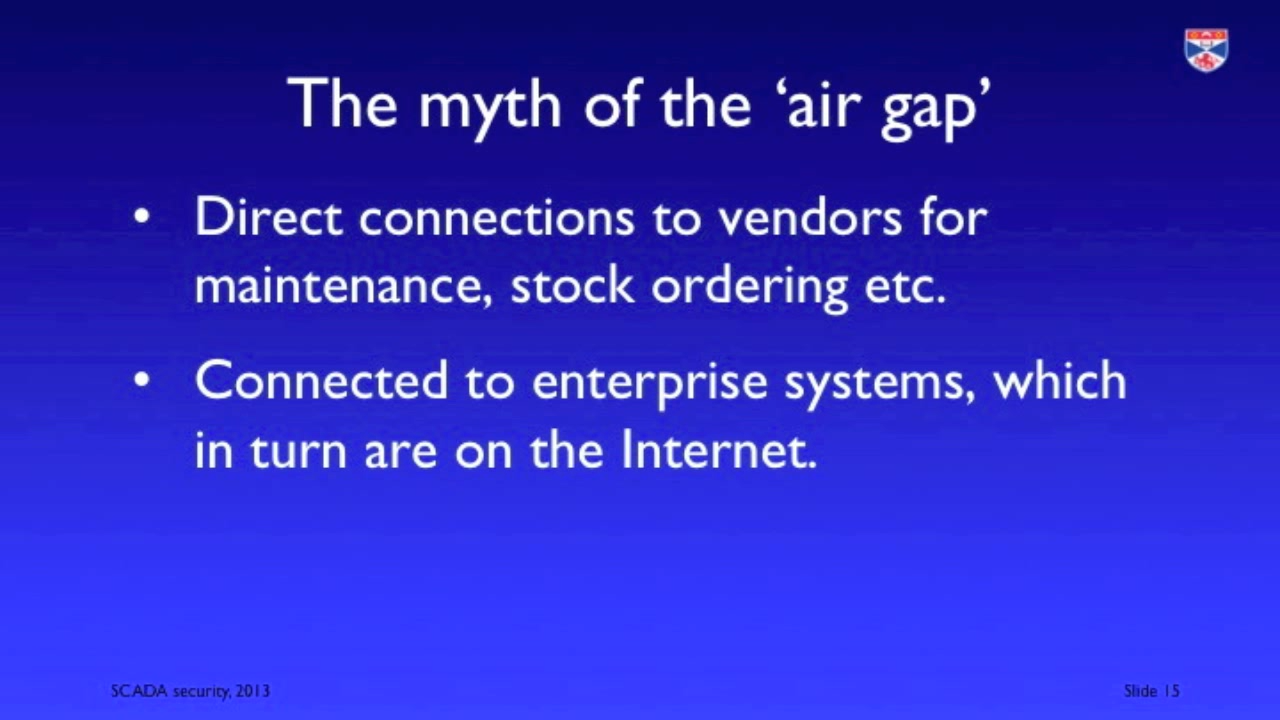 The myth of the ‘air gap’
• Direct connections to vendors for
maintenance, stock ordering etc.
• Connected to enterprise systems, which
in turn are on the Internet.
SCADA security, 2013
Slide 15